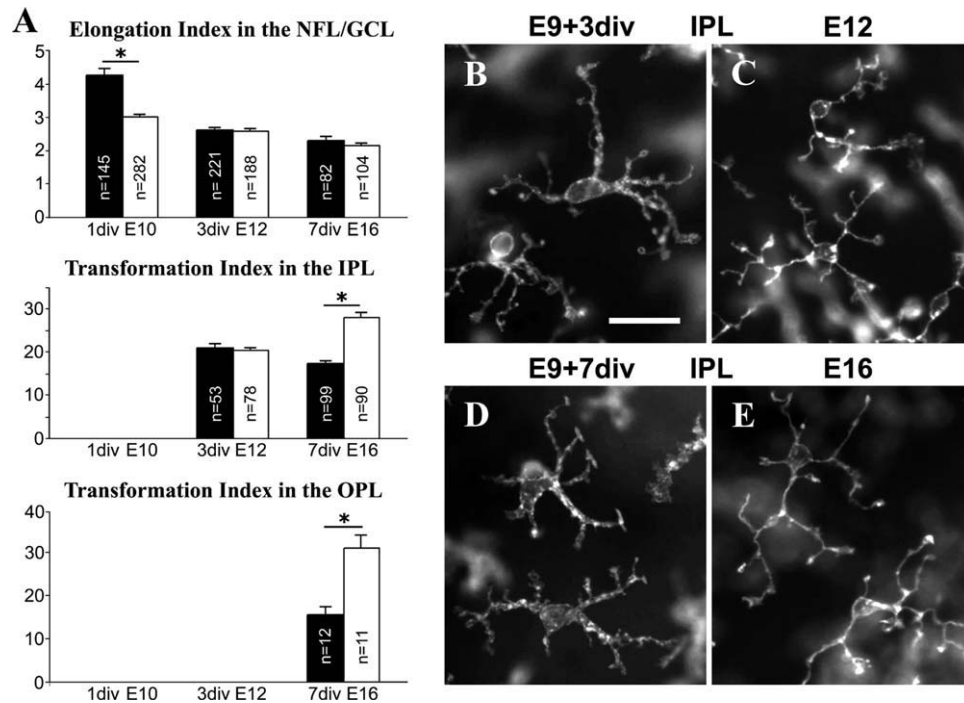 A
Elongation Index in the NFL/GCL
5
4
3
2
1
0
*
n=145
n=282
n= 221
n=188
n=82
n=104
1div E10 3div E12 7div E16
Transformation Index in the IPL
30
20
10
0
*
n=53
n=78
n=99
n=90
1div E10 3div E12 7div E16
Transformation Index in the OPL
40
30
20
10
0
*
n=12
n=11
1div E10 3div E12 7div E16
E9+3div IPL E12
B
C
E9+7div IPL E16
D
E